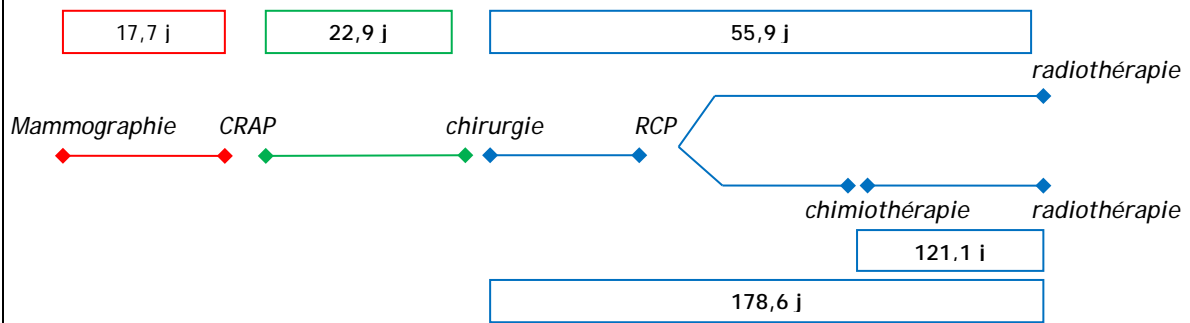 17,7 j 22,9 j 55,9 j
radiothérapie
Mammographie CRAP chirurgie RCP
chimiothérapie radiothérapie
121,1 j
178,6 j